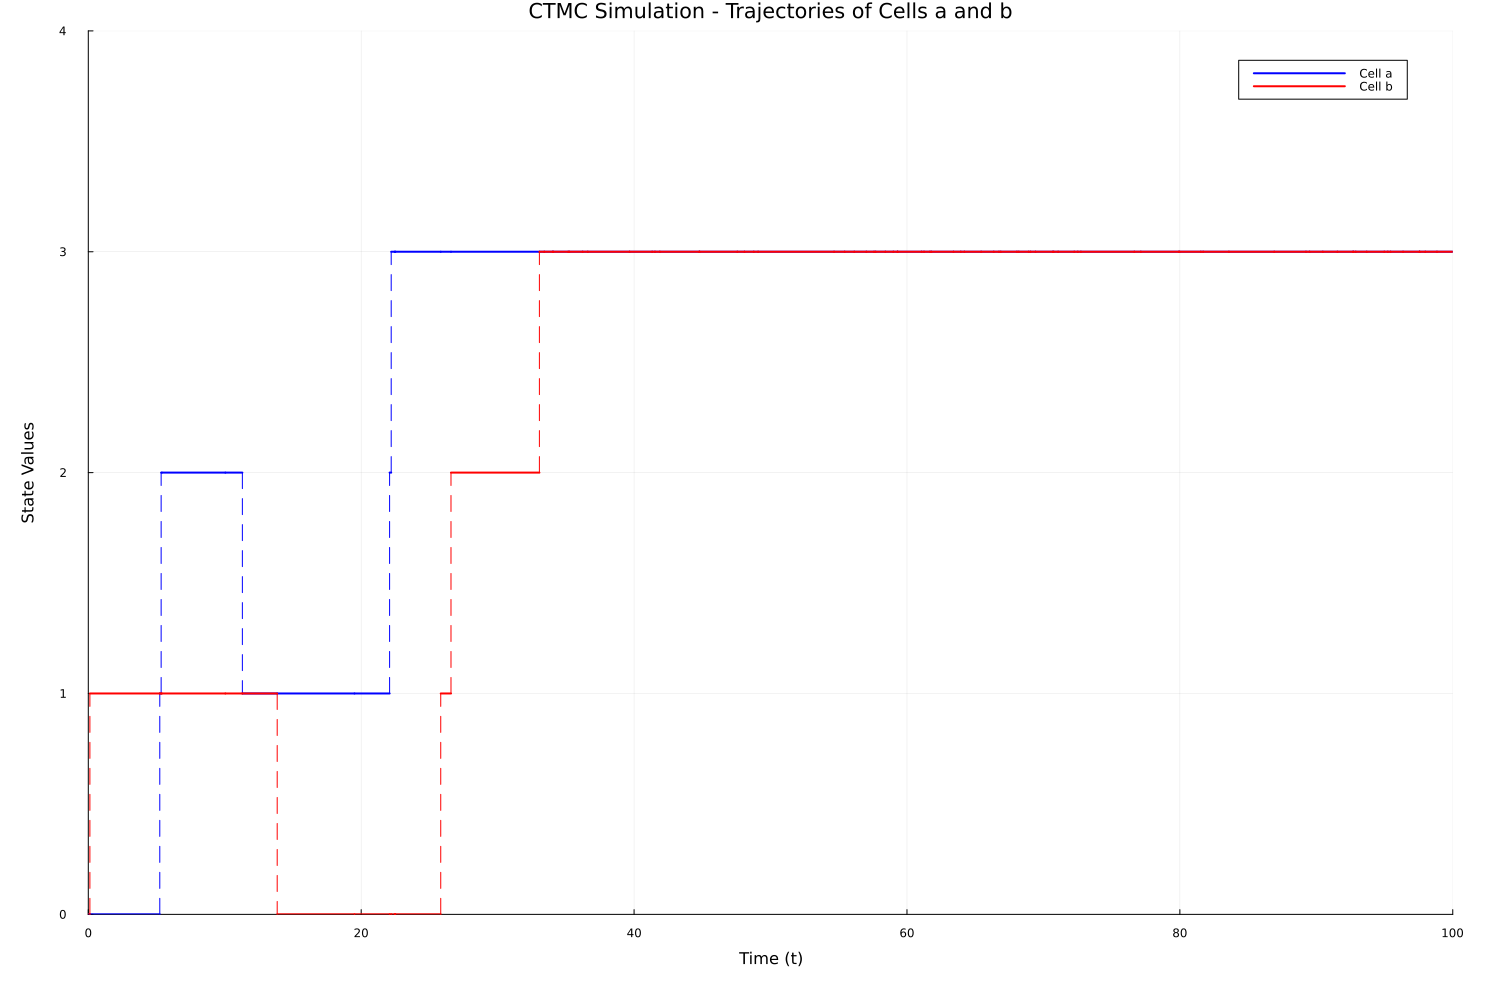 CTMC Simulation - Trajectories of Cells a and b
4
Cell a
Cell b
3
State Values
2
1
0
0 20 40 60 80 100
Time (t)